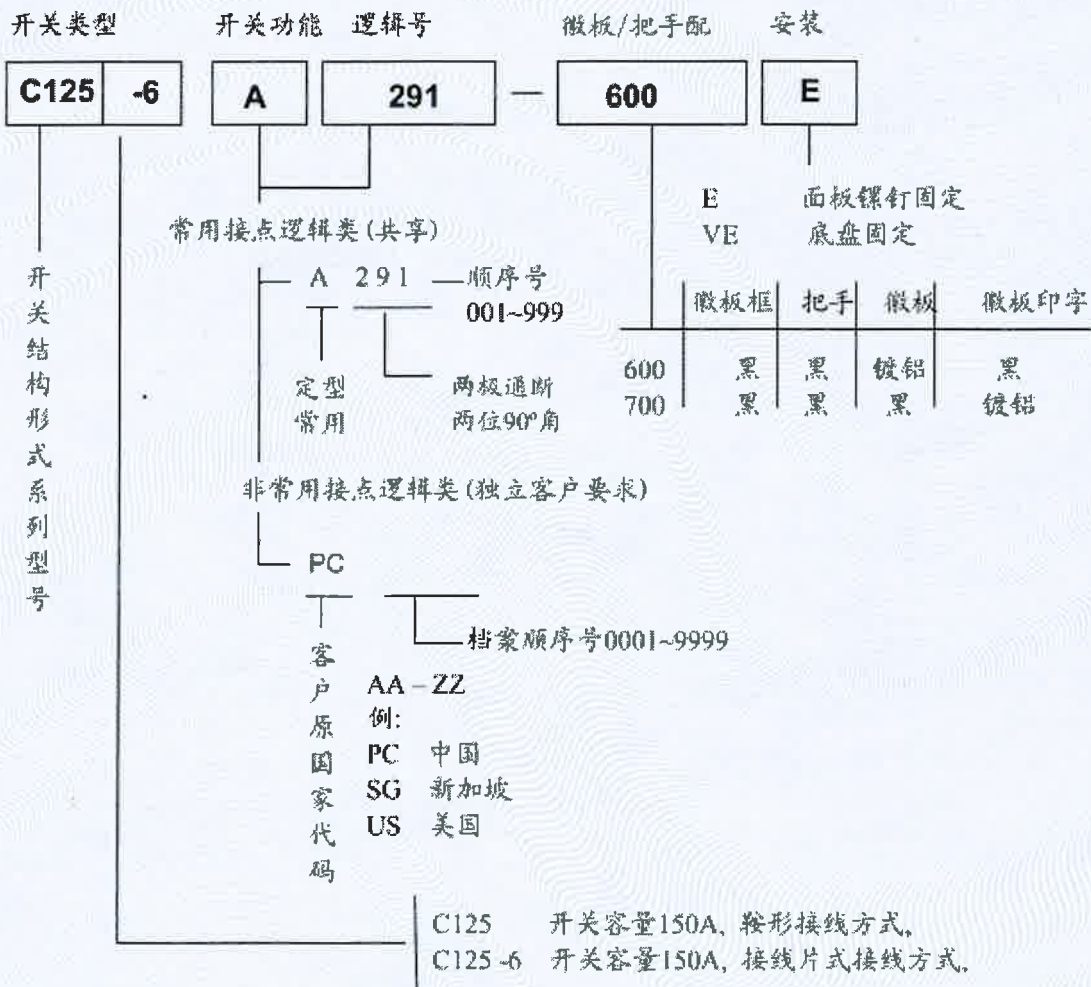 开关类型 开关功能 逻辑号 徽板/把手配 安装
C125 -6 A 291 — 600 E
E 面板镙钉固定
VE 底盘固定
常用接点逻辑类(共享)
A 291 顺序号
001~999
定型
常用
两极通断
两位90°角
徽板框 把手 徽板 徽板印字
600 黑 黑 镀铝 黑
700 黑 黑 黑 镀铝
开关结构形式系列型号
非常用接点逻辑类(独立客户要求)
PC
档案顺序号0001~9999
客户原国家代码
AA – ZZ
例:
PC 中国
SG 新加坡
US 美国
C125 开关容量150A, 鞍形接线方式,
C125 -6 开关容量150A, 接线片式接线方式,